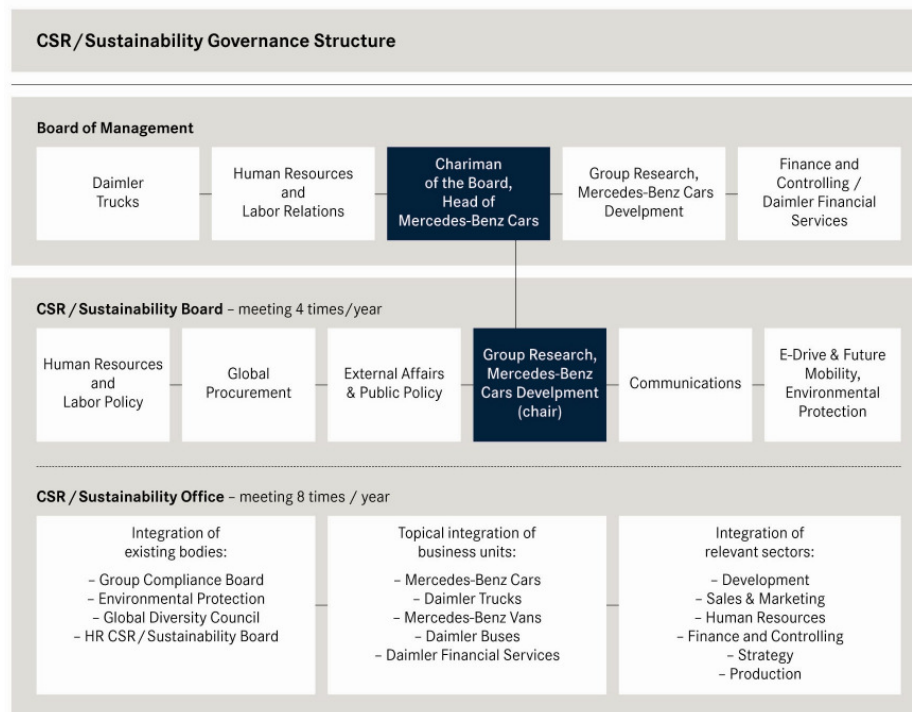 CSR/Sustainability Governance Structure
Board of Management
Daimler
Trucks
Human Resources
and
Labor Relations
Chariman
of the Board,
Head of
Mercedes-Benz Cars
Group Research,
Mercedes-Benz Cars
Develpment
Finance and
Controlling /
Daimler Financial
Services
CSR/Sustainability Board – meeting 4 times/year
Human Resources
and
Labor Policy
Global
Procurement
External Affairs
& Public Policy
Group Research,
Mercedes-Benz
Cars Develpment
(chair)
Communications
E-Drive & Future
Mobility,
Environmental
Protection
CSR/Sustainability Office – meeting 8 times / year
Integration of
existing bodies:
– Group Compliance Board
– Environmental Protection
– Global Diversity Council
– HR CSR/Sustainability Board
Topical integration of
business units:
– Mercedes-Benz Cars
– Daimler Trucks
– Mercedes-Benz Vans
– Daimler Buses
– Daimler Financial Services
Integration of
relevant sectors:
– Development
– Sales & Marketing
– Human Resources
– Finance and Controlling
– Strategy
– Production